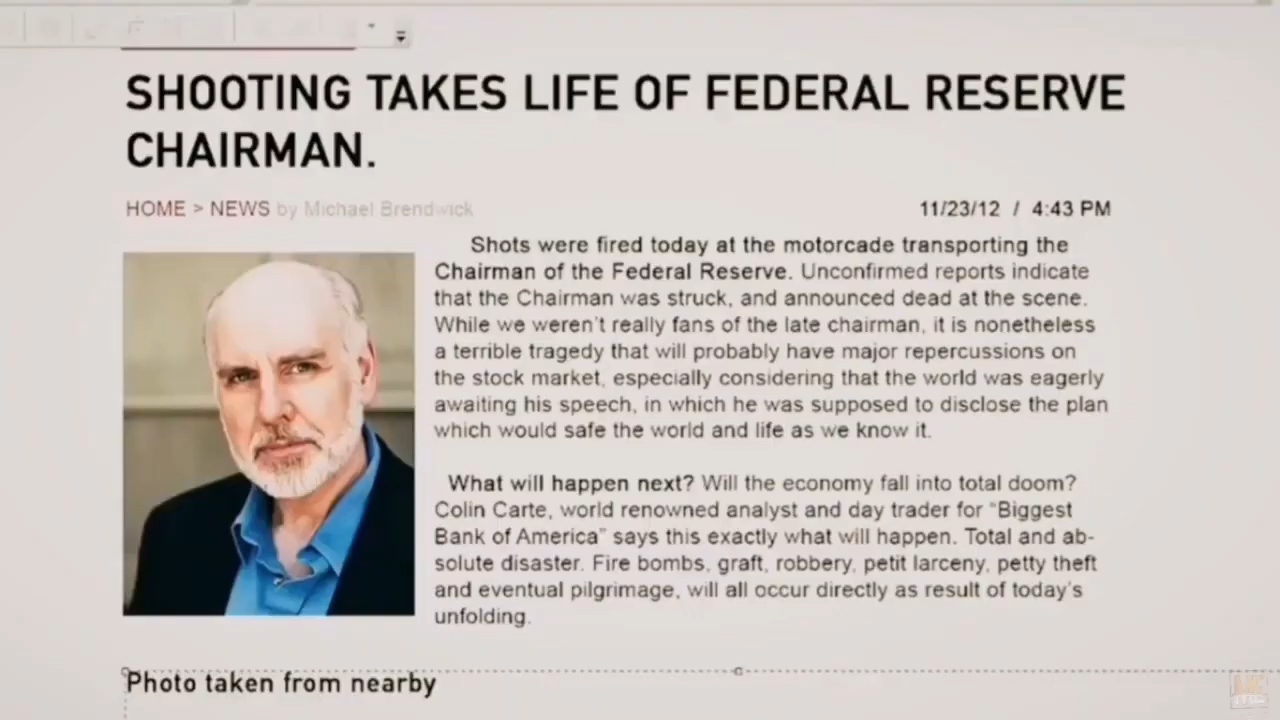 SHOOTING TAKES LIFE OF FEDERAL RESERVE
CHAIRMAN.
HOME > NEWS by Michael Brendwick
11/23/12 / 4:43 PM
Shots were fired today at the motorcade transporting the
Chairman of the Federal Reserve. Unconfirmed reports indicate
that the Chairman was struck, and announced dead at the scene.
While we weren't really fans of the late chairman, it is nonetheless
a terrible tragedy that will probably have major repercussions on
the stock market, especially considering that the world was eagerly
awaiting his speech, in which he was supposed to disclose the plan
which would safe the world and life as we know it.
What will happen next? Will the economy fall into total doom?
Colin Carte, world renowned analyst and day trader for "Biggest
Bank of America" says this exactly what will happen. Total and ab-
solute disaster. Fire bombs, graft, robbery, petit larceny, petty theft
and eventual pilgrimage, will all occur directly as result of today's
unfolding.
Photo taken from nearby